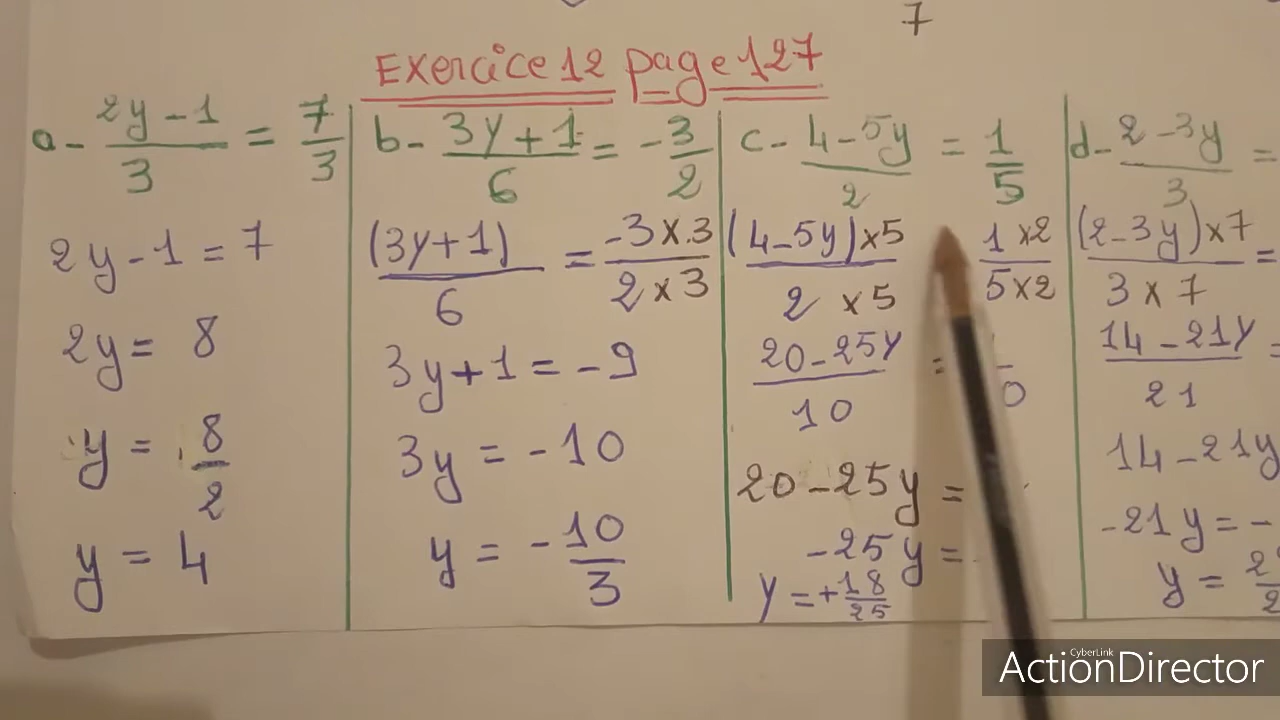 7
Exercice 12 page 127
a- (2y-1)/3 = 7/3
2y-1 = 7
2y = 8
y = 8/2
y = 4
b- (3y+1)/6 = -3/2
(3y+1)/6 = (-3×3)/(2×3)
3y+1 = -9
3y = -10
y = -10/3
c- (4-5y)/2 = 1/5
((4-5y)×5)/(2×5) (1×2)/(5×2)
(20-25y)/10 =
20-25y =
-25y =
y = +18/25
d- (2-3y)/3 =
((2-3y)×7)/(3×7) =
(14-21y)/21 =
14-21y
-21y = -
y =
CyberLink
ActionDirector